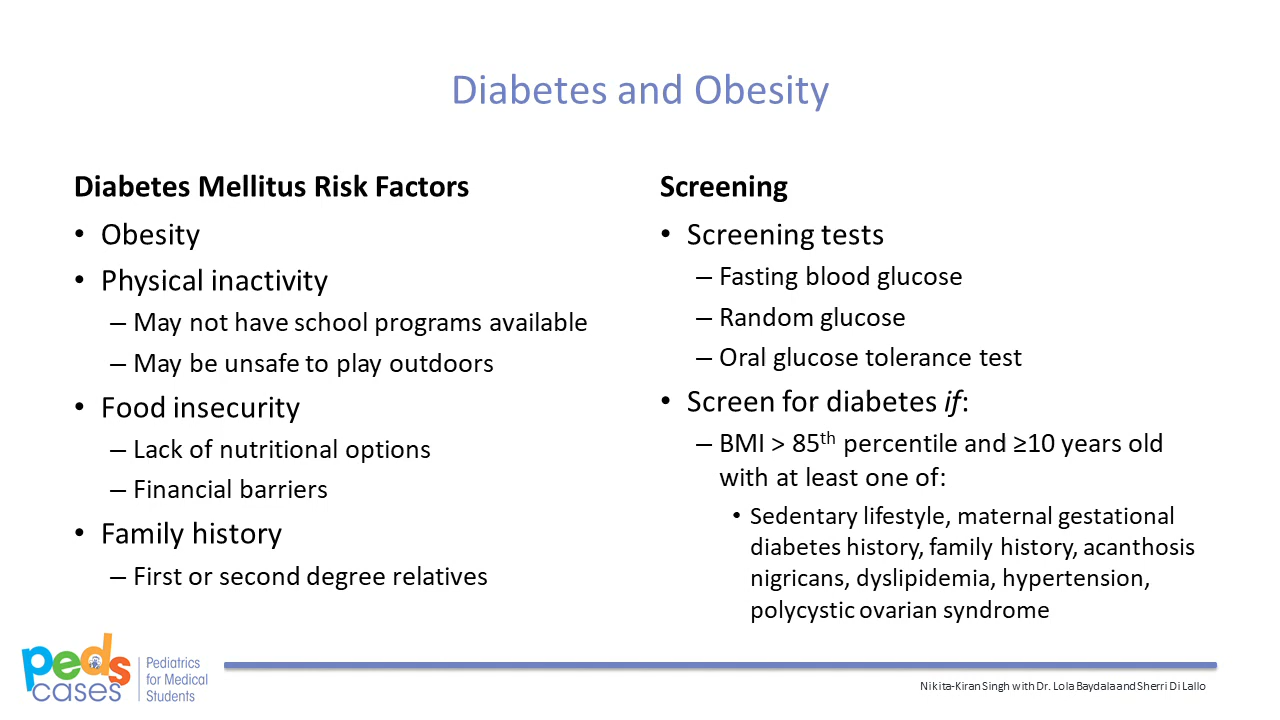 Diabetes and Obesity
Diabetes Mellitus Risk Factors
• Obesity
• Physical inactivity
– May not have school programs available
– May be unsafe to play outdoors
• Food insecurity
– Lack of nutritional options
– Financial barriers
• Family history
– First or second degree relatives
Screening
• Screening tests
– Fasting blood glucose
– Random glucose
– Oral glucose tolerance test
• Screen for diabetes if:
– BMI > 85th percentile and ≥10 years old
with at least one of:
• Sedentary lifestyle, maternal gestational
diabetes history, family history, acanthosis
nigricans, dyslipidemia, hypertension,
polycystic ovarian syndrome
peds
cases
Pediatrics
for Medical
Students
Nikita-Kiran Singh with Dr. Lola Baydala and Sherri Di Lallo